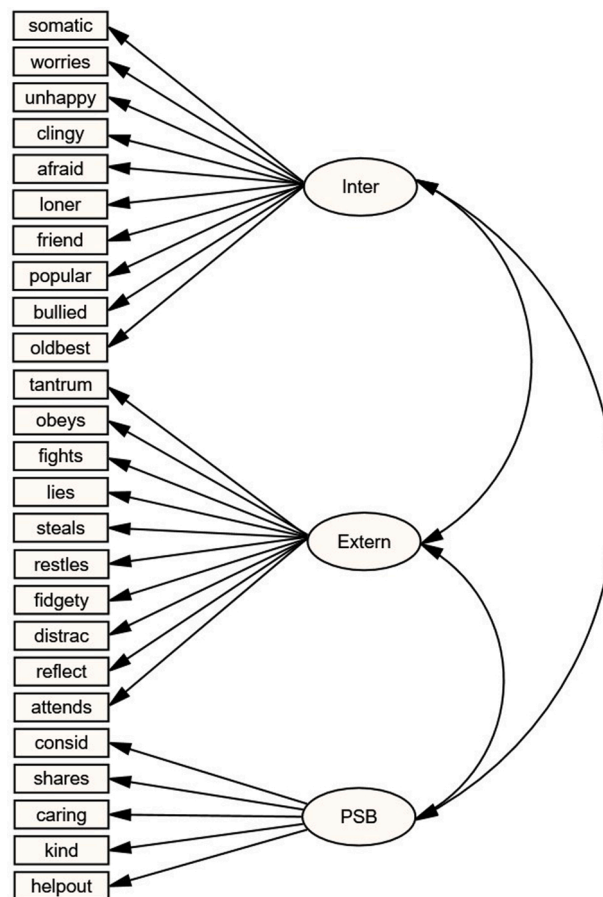 somatic
worries
unhappy
clingy
afraid
loner
friend
popular
bullied
oldbest
Inter
tantrum
obeys
fights
lies
steals
restles
fidgety
distrac
reflect
attends
Extern
consid
shares
caring
kind
helpout
PSB